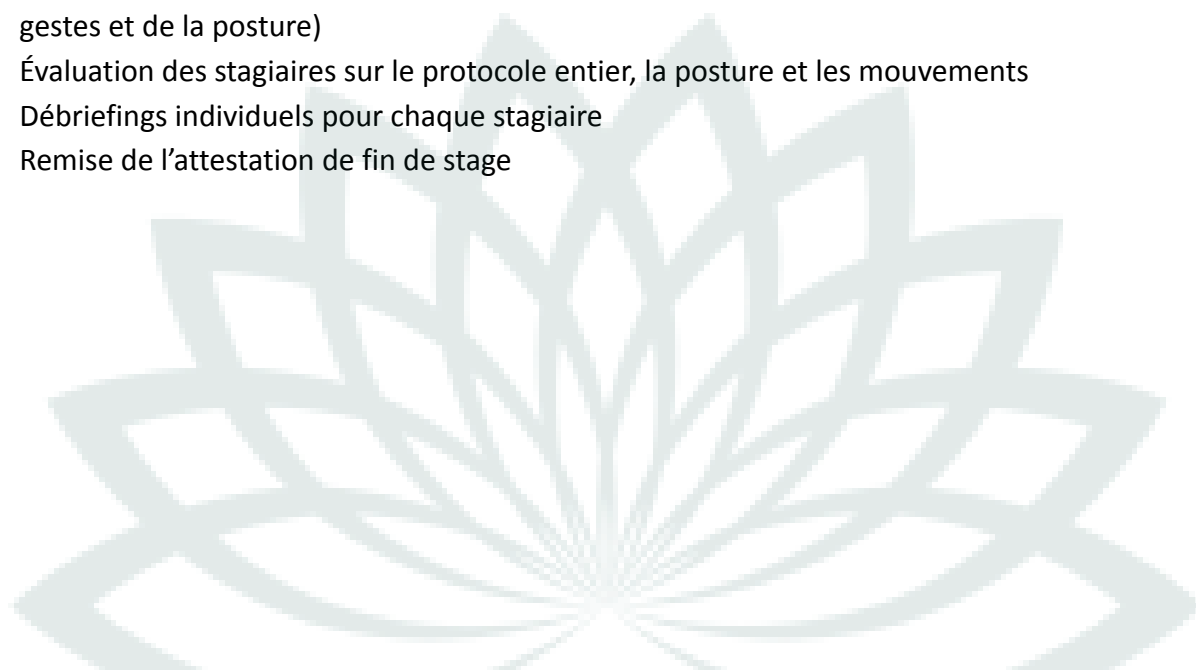 gestes et de la posture)
Évaluation des stagiaires sur le protocole entier, la posture et les mouvements
Débriefings individuels pour chaque stagiaire
Remise de l’attestation de fin de stage